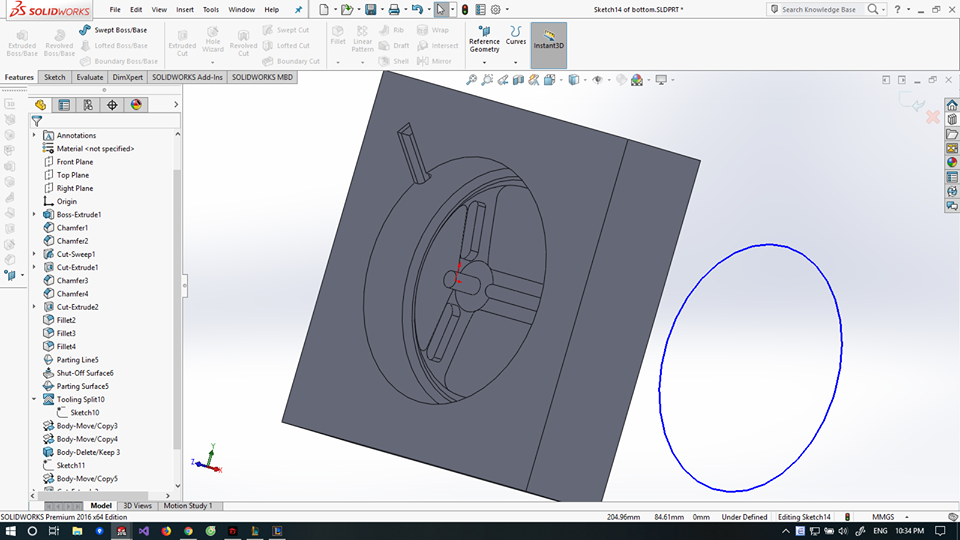 SOLIDWORKS
File Edit View Insert Tools Window Help
Sketch14 of bottom.SLDPRT *
Search Knowledge Base
Extruded Boss/Base
Revolved Boss/Base
Swept Boss/Base
Lofted Boss/Base
Boundary Boss/Base
Extruded Cut
Hole Wizard
Revolved Cut
Swept Cut
Lofted Cut
Boundary Cut
Fillet
Linear Pattern
Rib
Draft
Shell
Wrap
Intersect
Mirror
Reference Geometry
Curves
Instant3D
Features Sketch Evaluate DimXpert SOLIDWORKS Add-Ins SOLIDWORKS MBD
Annotations
Material <not specified>
Front Plane
Top Plane
Right Plane
Origin
Boss-Extrude1
Chamfer1
Chamfer2
Cut-Sweep1
Cut-Extrude1
Chamfer3
Chamfer4
Cut-Extrude2
Fillet2
Fillet3
Fillet4
Parting Line5
Shut-Off Surface6
Parting Surface5
Tooling Split10
Sketch10
Body-Move/Copy3
Body-Move/Copy4
Body-Delete/Keep 3
Sketch11
Body-Move/Copy5
Y
Z
X
Model 3D Views Motion Study 1
SOLIDWORKS Premium 2016 x64 Edition
204.96mm 84.61mm 0mm Under Defined Editing Sketch14 MMGS
ENG 10:34 PM